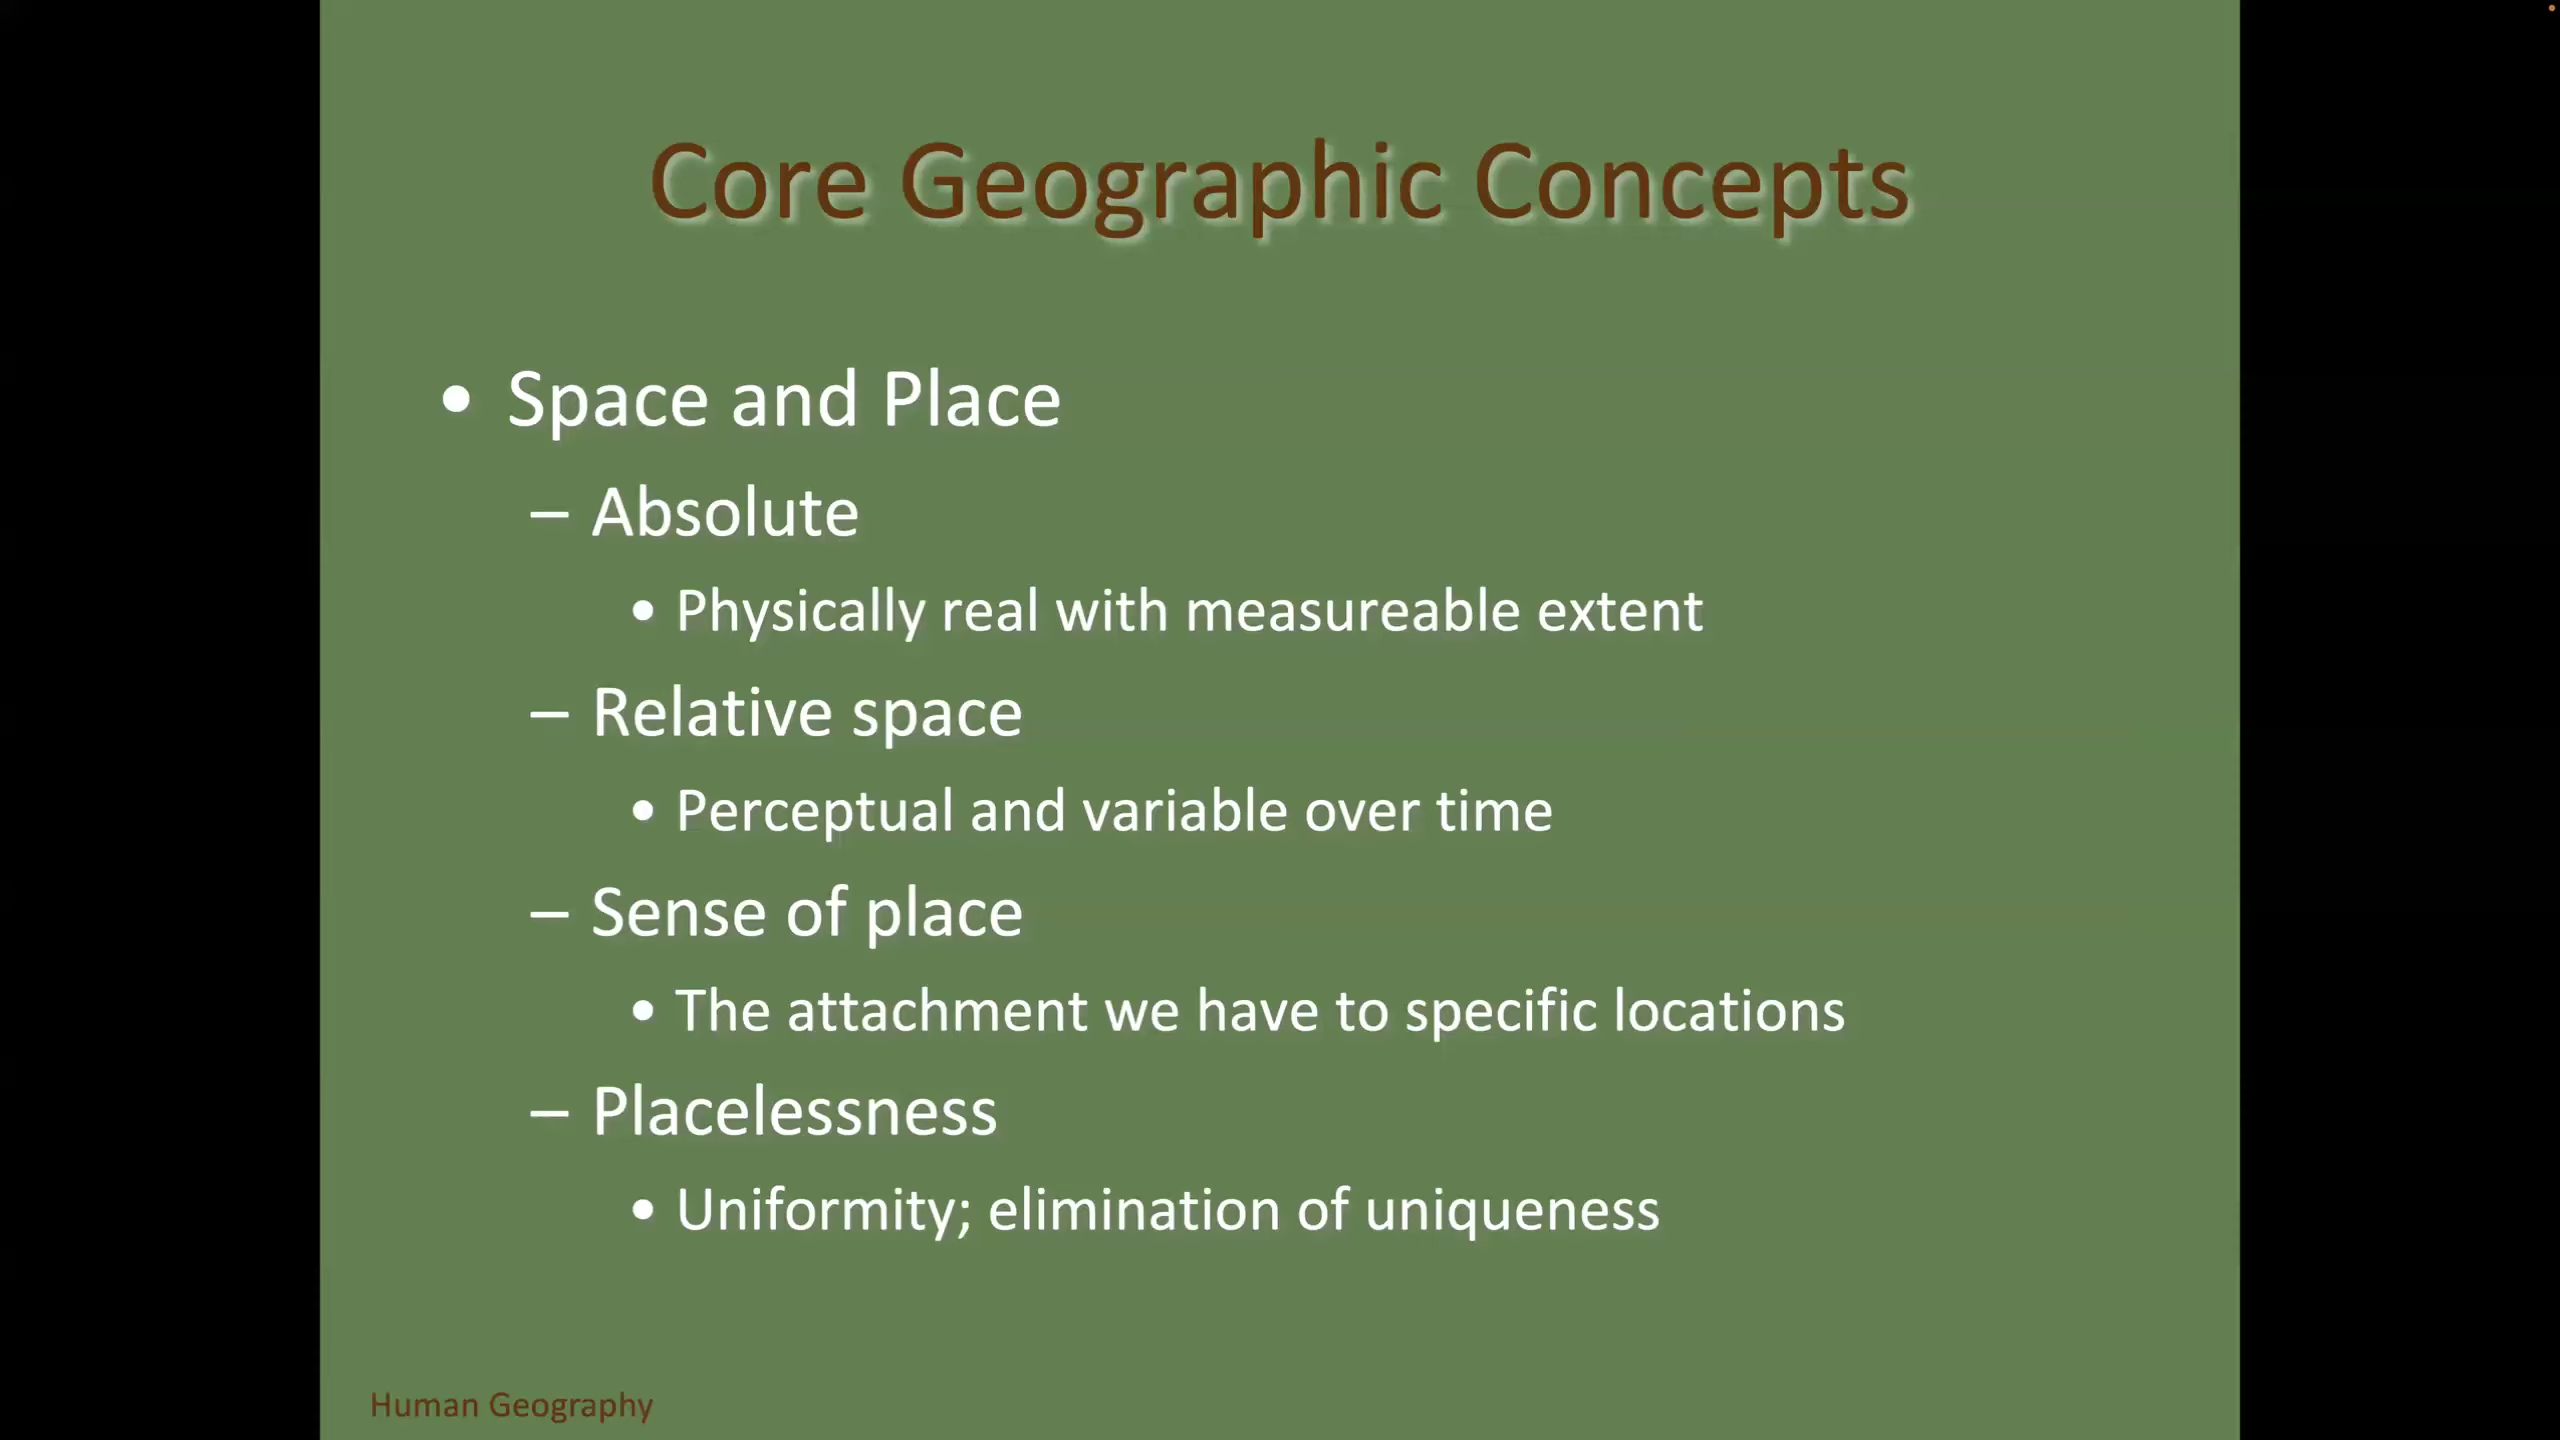 Core Geographic Concepts
• Space and Place
– Absolute
• Physically real with measureable extent
– Relative space
• Perceptual and variable over time
– Sense of place
• The attachment we have to specific locations
– Placelessness
• Uniformity; elimination of uniqueness
Human Geography